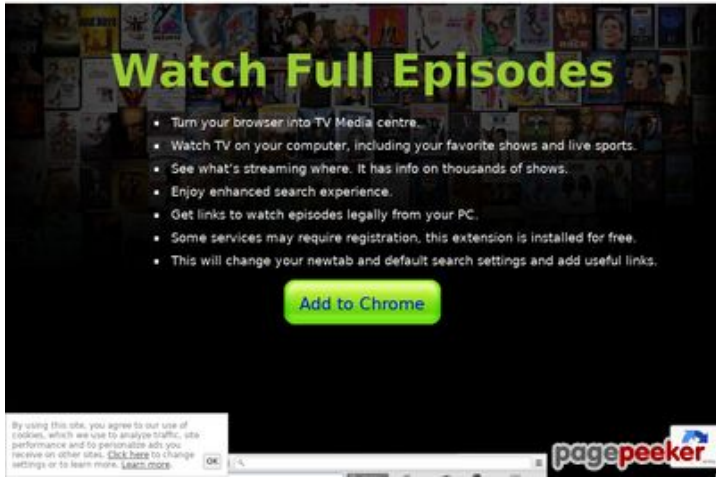 Watch Full Episodes
Turn your browser into TV Media centre.
Watch TV on your computer, including your favorite shows and live sports.
See what's streaming where. It has info on thousands of shows.
Enjoy enhanced search experience.
Get links to watch episodes legally from your PC.
Some services may require registration, this extension is installed for free.
This will change your newtab and default search settings and add useful links.
Add to Chrome
By using this site, you agree to our use of
cookies, which we use to analyze traffic, site
performance and to personalize ads you
receive on other sites. Click here to change
settings or to learn more. Learn more.
OK
pagepeeker